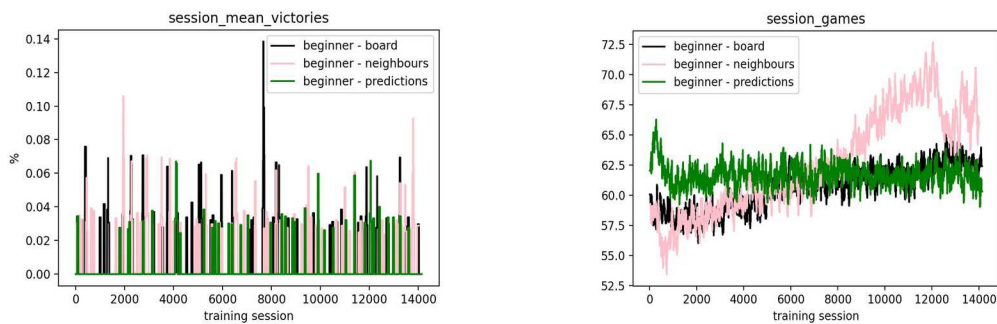 session_mean_victories
0.14
0.12
0.10
0.08
0.06
0.04
0.02
0.00
%
beginner - board
beginner - neighbours
beginner - predictions
0 2000 4000 6000 8000 10000 12000 14000
training session
session_games
72.5
70.0
67.5
65.0
62.5
60.0
57.5
55.0
52.5
beginner - board
beginner - neighbours
beginner - predictions
0 2000 4000 6000 8000 10000 12000 14000
training session